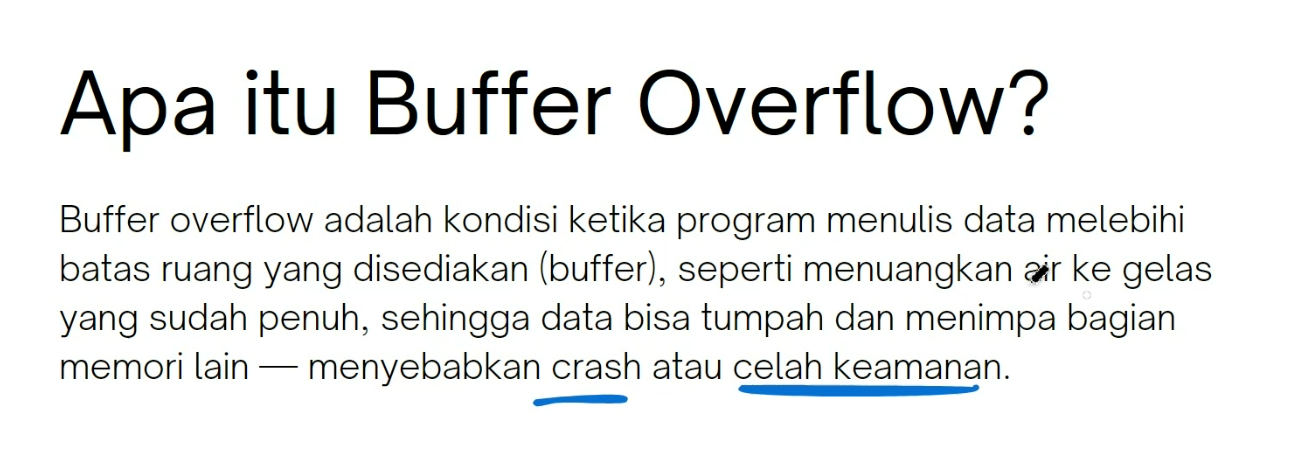 Apa itu Buffer Overflow?
Buffer overflow adalah kondisi ketika program menulis data melebihi
batas ruang yang disediakan (buffer), seperti menuangkan air ke gelas
yang sudah penuh, sehingga data bisa tumpah dan menimpa bagian
memori lain — menyebabkan crash atau celah keamanan.